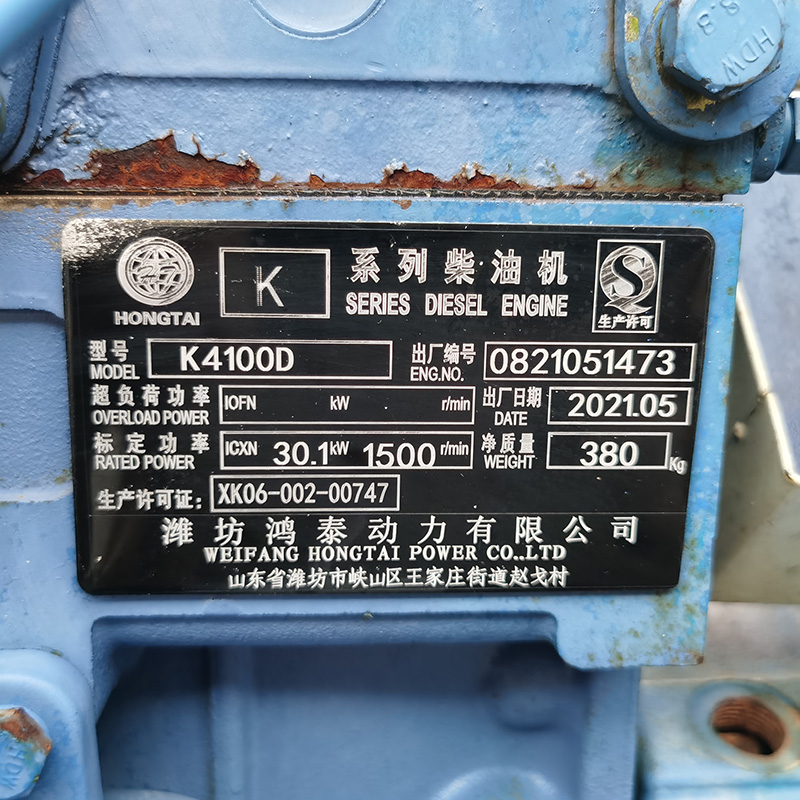 8.8
HDW
HONGTAI
K
系列柴油机
SERIES DIESEL ENGINE
S
生产许可
型号 K4100D 出厂编号 0821051473
MODEL ENG.NO.
超负荷功率 IOFN kW r/min 出厂日期 2021.05
OVERLOAD POWER DATE
标定功率 ICXN 30.1kW 1500r/min 净质量 380 Kg
RATED POWER WEIGHT
生产许可证: XK06-002-00747
潍坊鸿泰动力有限公司
WEIFANG HONGTAI POWER CO.,LTD
山东省潍坊市峡山区王家庄街道赵戈村
HDW